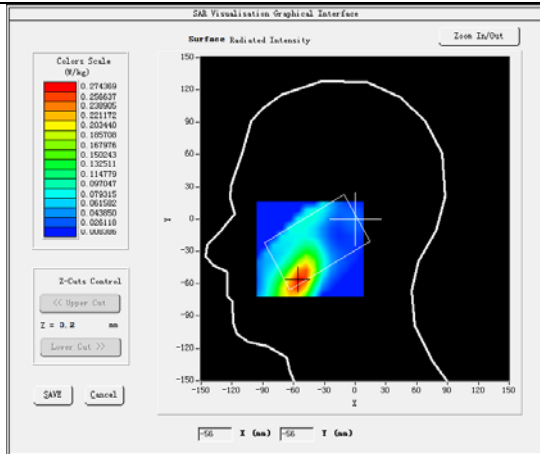 SAR Visualisation Graphical Interface
Surface Radiated Intensity
Zoom In/Out
Colors Scale
(W/kg)
0.274369
0.256637
0.238905
0.221172
0.203440
0.185708
0.167976
0.150243
0.132511
0.114779
0.097047
0.079315
0.061582
0.043850
0.026118
0.008386
Z-Cuts Control
<< Upper Cut
Z = 3.2 mm
Lower Cut >>
SAVE Cancel
150
120
90
60
30
0
-30
-60
-90
-120
-150
Y
-150 -120 -90 -60 -30 0 30 60 90 120 150
X
-56 X (mm) -56 Y (mm)